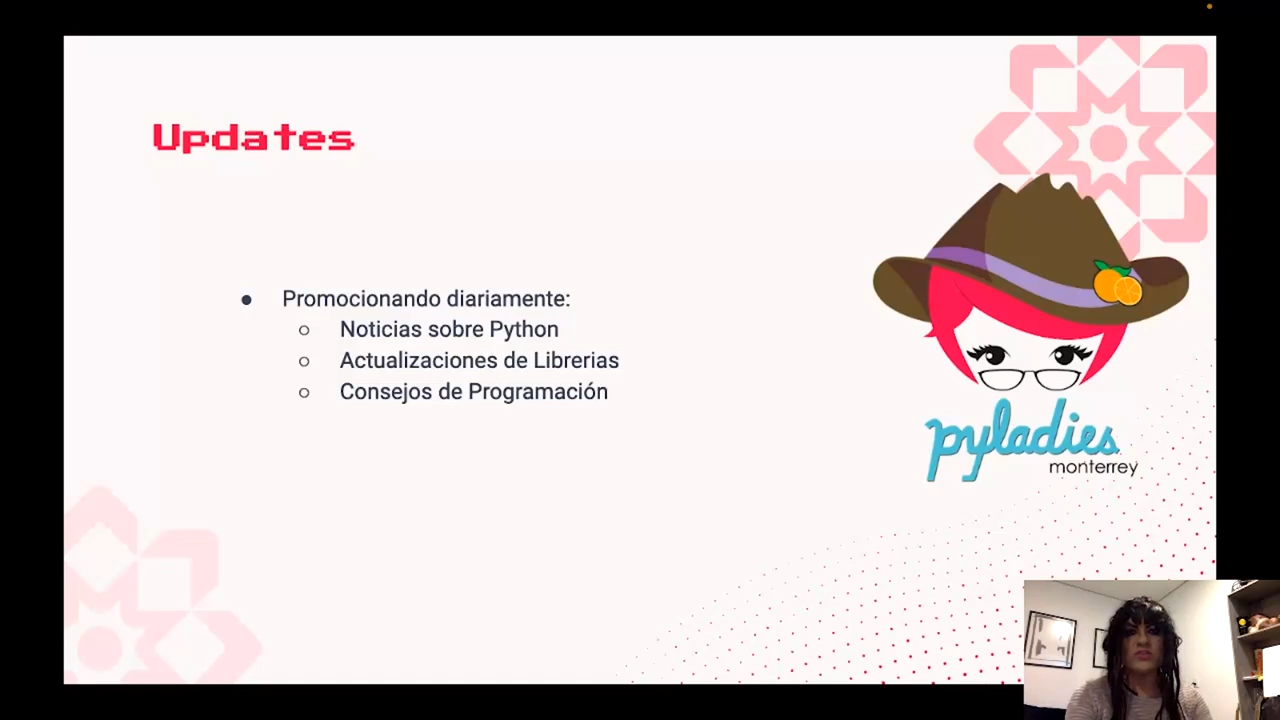 Updates
● Promocionando diariamente:
○ Noticias sobre Python
○ Actualizaciones de Librerias
○ Consejos de Programación
pyladies
monterrey